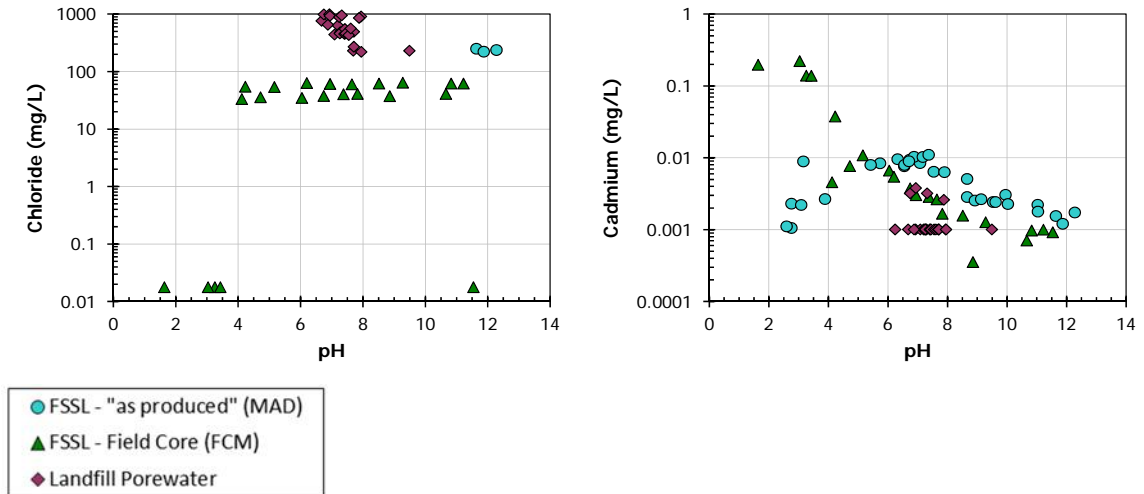 1000
100
10
1
0.1
0.01
Chloride (mg/L)
0 2 4 6 8 10 12 14
pH
1
0.1
0.01
0.001
0.0001
Cadmium (mg/L)
0 2 4 6 8 10 12 14
pH
FSSL - "as produced" (MAD)
FSSL - Field Core (FCM)
Landfill Porewater